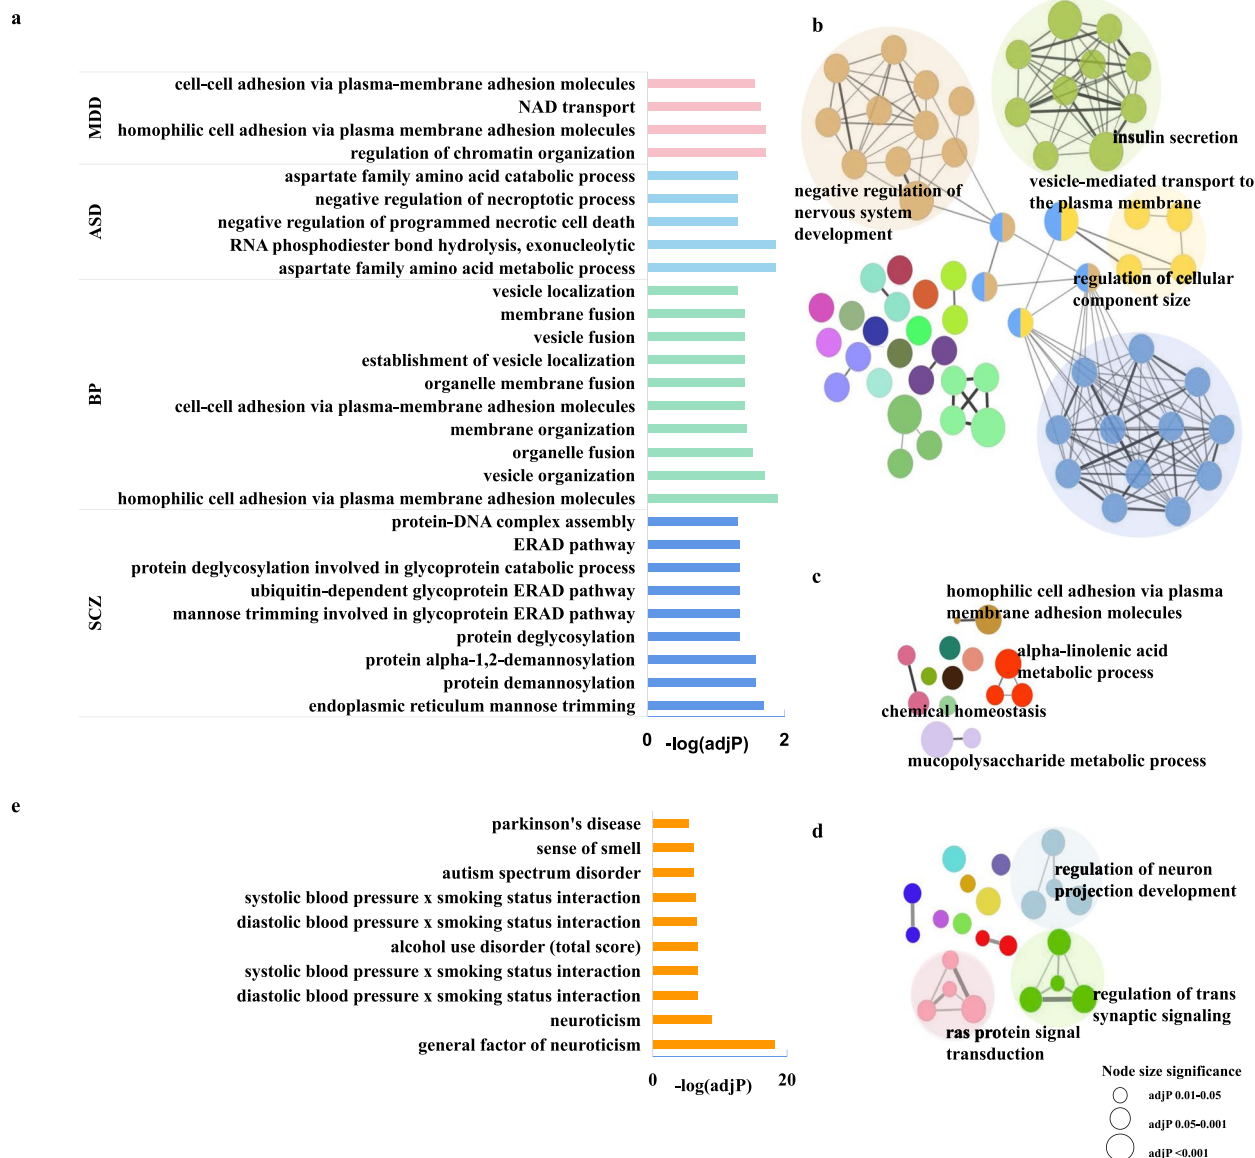 a
MDD
cell-cell adhesion via plasma-membrane adhesion molecules
NAD transport
homophilic cell adhesion via plasma membrane adhesion molecules
regulation of chromatin organization
ASD
aspartate family amino acid catabolic process
negative regulation of necroptotic process
negative regulation of programmed necrotic cell death
RNA phosphodiester bond hydrolysis, exonucleolytic
aspartate family amino acid metabolic process
BP
vesicle localization
membrane fusion
vesicle fusion
establishment of vesicle localization
organelle membrane fusion
cell-cell adhesion via plasma-membrane adhesion molecules
membrane organization
organelle fusion
vesicle organization
homophilic cell adhesion via plasma membrane adhesion molecules
SCZ
protein-DNA complex assembly
ERAD pathway
protein deglycosylation involved in glycoprotein catabolic process
ubiquitin-dependent glycoprotein ERAD pathway
mannose trimming involved in glycoprotein ERAD pathway
protein deglycosylation
protein alpha-1,2-demannosylation
protein demannosylation
endoplasmic reticulum mannose trimming
0 -log(adjP) 2
b
insulin secretion
negative regulation of
nervous system
development
vesicle-mediated transport to
the plasma membrane
regulation of cellular
component size
c
homophilic cell adhesion via plasma
membrane adhesion molecules
alpha-linolenic acid
metabolic process
chemical homeostasis
mucopolysaccharide metabolic process
e
parkinson's disease
sense of smell
autism spectrum disorder
systolic blood pressure x smoking status interaction
diastolic blood pressure x smoking status interaction
alcohol use disorder (total score)
systolic blood pressure x smoking status interaction
diastolic blood pressure x smoking status interaction
neuroticism
general factor of neuroticism
0 -log(adjP) 20
d
regulation of neuron
projection development
regulation of trans
synaptic signaling
ras protein signal
transduction
Node size significance
adjP 0.01-0.05
adjP 0.05-0.001
adjP <0.001